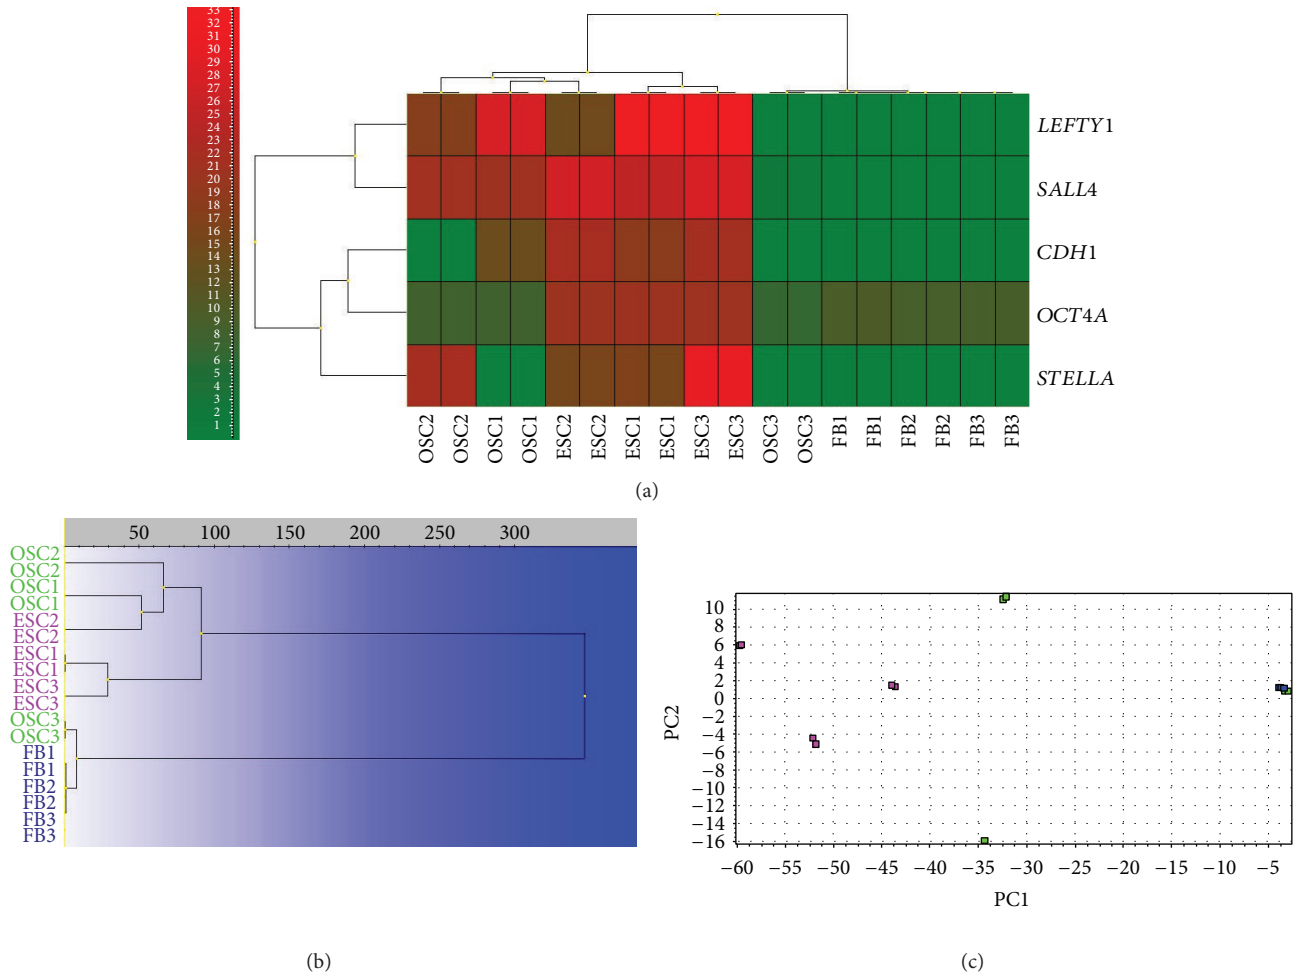 33
32
31
30
29
28
27
26
25
24
23
22
21
20
19
18
17
16
15
14
13
12
11
10
9
8
7
6
5
4
3
2
1
LEFTY1
SALL4
CDH1
OCT4A
STELLA
OSC2 OSC2 OSC1 OSC1 ESC2 ESC2 ESC1 ESC1 ESC3 ESC3 OSC3 OSC3 FB1 FB1 FB2 FB2 FB3 FB3
(a)
50 100 150 200 250 300
OSC2
OSC2
OSC1
OSC1
ESC2
ESC2
ESC1
ESC1
ESC3
ESC3
OSC3
OSC3
FB1
FB1
FB2
FB2
FB3
FB3
(b)
PC2
10
8
6
4
2
0
−2
−4
−6
−8
−10
−12
−14
−16
−60 −55 −50 −45 −40 −35 −30 −25 −20 −15 −10 −5
PC1
(c)